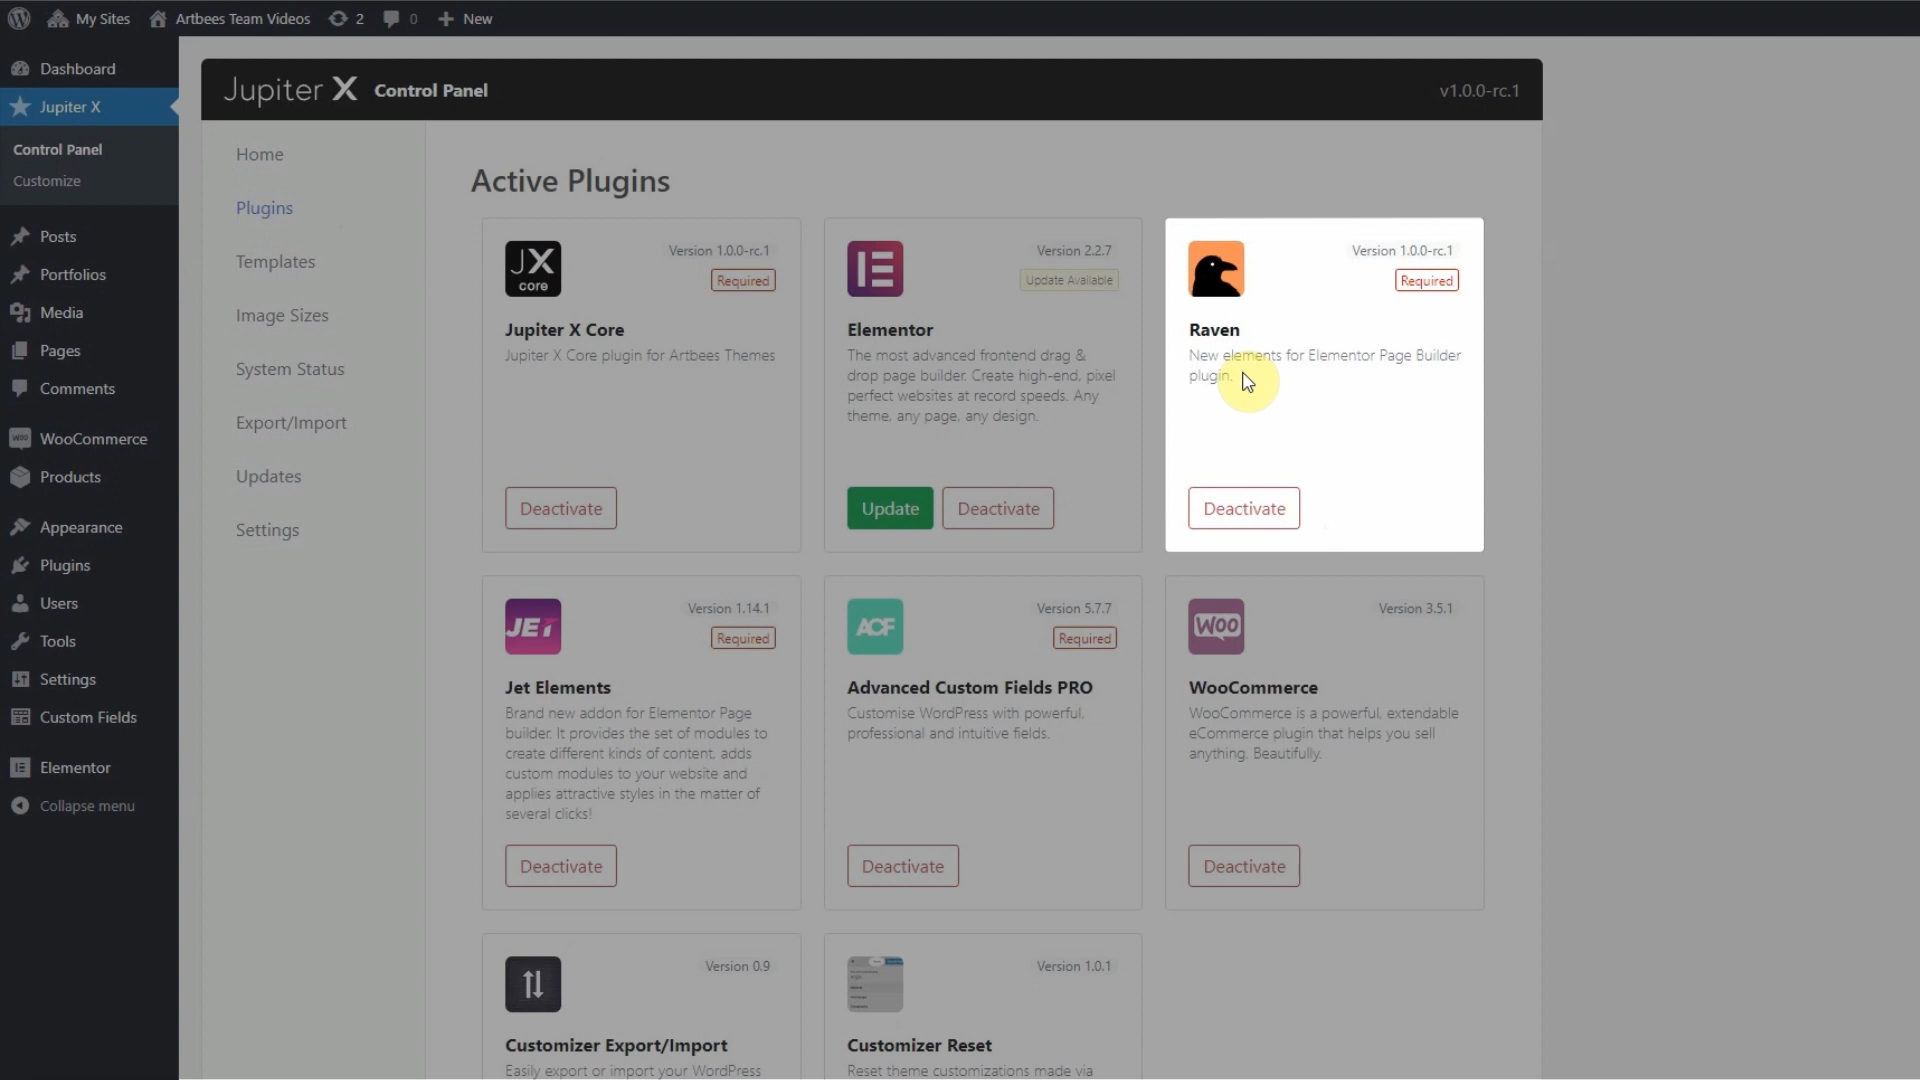 My Sites
Artbees Team Videos
2
0
New
Dashboard
Jupiter X
Control Panel
Customize
Posts
Portfolios
Media
Pages
Comments
WooCommerce
Products
Appearance
Plugins
Users
Tools
Settings
Custom Fields
Elementor
Collapse menu
Jupiter X Control Panel
v1.0.0-rc.1
Home
Plugins
Templates
Image Sizes
System Status
Export/Import
Updates
Settings
Active Plugins
JX
core
Version 1.0.0-rc.1
Required
Jupiter X Core
Jupiter X Core plugin for Artbees Themes
Deactivate
Version 2.2.7
Update Available
Elementor
The most advanced frontend drag &
drop page builder. Create high-end, pixel
perfect websites at record speeds. Any
theme, any page, any design.
Update
Deactivate
Version 1.0.0-rc.1
Required
Raven
New elements for Elementor Page Builder
plugin.
Deactivate
JET
Version 1.14.1
Required
Jet Elements
Brand new addon for Elementor Page
builder. It provides the set of modules to
create different kinds of content, adds
custom modules to your website and
applies attractive styles in the matter of
several clicks!
Deactivate
ACF
Version 5.7.7
Required
Advanced Custom Fields PRO
Customise WordPress with powerful,
professional and intuitive fields.
Deactivate
WOO
Version 3.5.1
WooCommerce
WooCommerce is a powerful, extendable
eCommerce plugin that helps you sell
anything. Beautifully.
Deactivate
Version 0.9
Customizer Export/Import
Easily export or import your WordPress
Version 1.0.1
Customizer Reset
Reset theme customizations made via